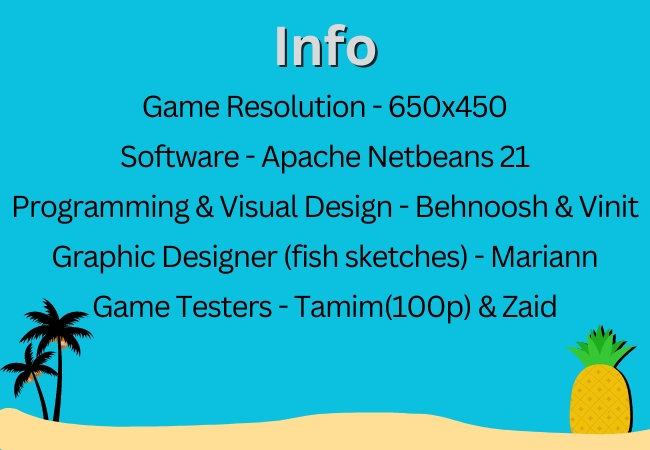 Info
Game Resolution - 650x450
Software - Apache Netbeans 21
Programming & Visual Design - Behnoosh & Vinit
Graphic Designer (fish sketches) - Mariann
Game Testers - Tamim(100p) & Zaid